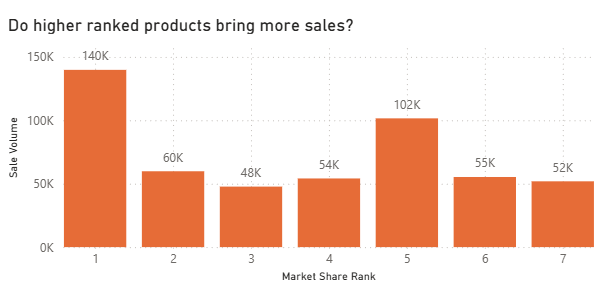 Do higher ranked products bring more sales?
150K
140K
102K
100K
60K
48K
54K
55K
52K
50K
0K
1 2 3 4 5 6 7
Sale Volume
Market Share Rank